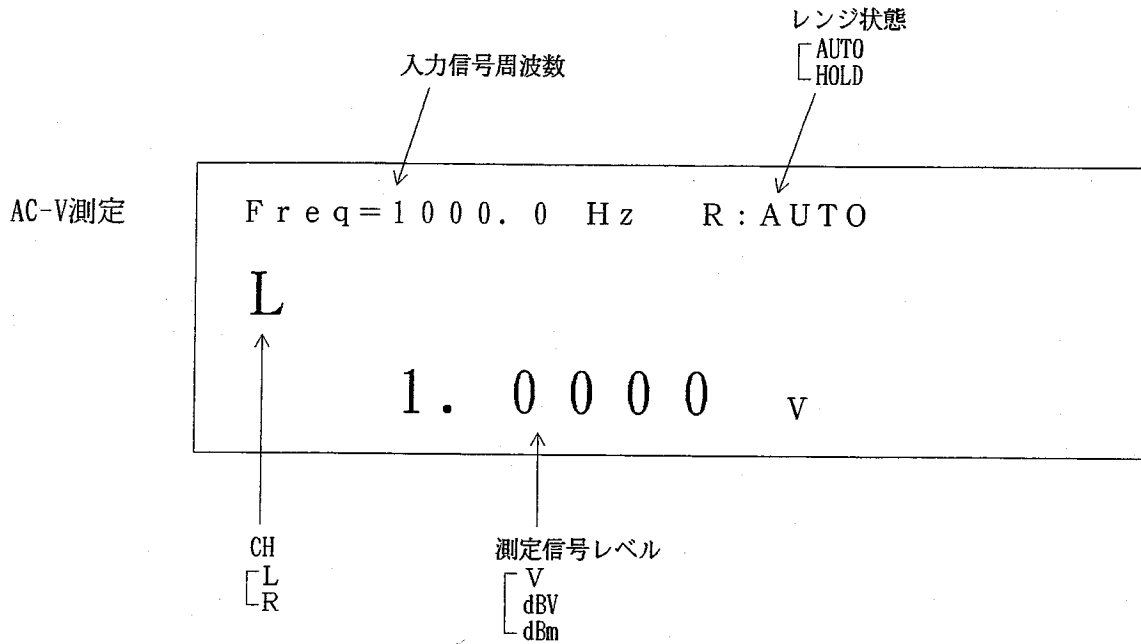 レンジ状態
AUTO
HOLD
入力信号周波数
AC-V測定
Freq=1000.0 Hz R:AUTO
L
1.0000 V
CH
L
R
測定信号レベル
V
dBV
dBm